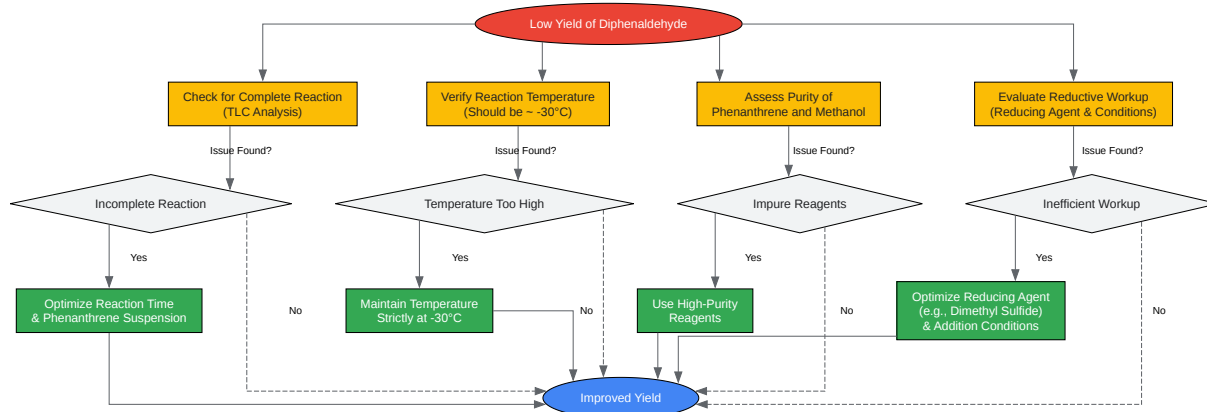 Low Yield of Diphenaldehyde
Check for Complete Reaction
(TLC Analysis)
Verify Reaction Temperature
(Should be ~ -30°C)
Assess Purity of
Phenanthrene and Methanol
Evaluate Reductive Workup
(Reducing Agent & Conditions)
Issue Found?
Issue Found?
Issue Found?
Issue Found?
Incomplete Reaction
Temperature Too High
Impure Reagents
Inefficient Workup
Yes
Yes
Yes
Yes
Optimize Reaction Time
& Phenanthrene Suspension
No
Maintain Temperature
Strictly at -30°C
No
Use High-Purity
Reagents
No
Optimize Reducing Agent
(e.g., Dimethyl Sulfide)
& Addition Conditions
No
Improved Yield